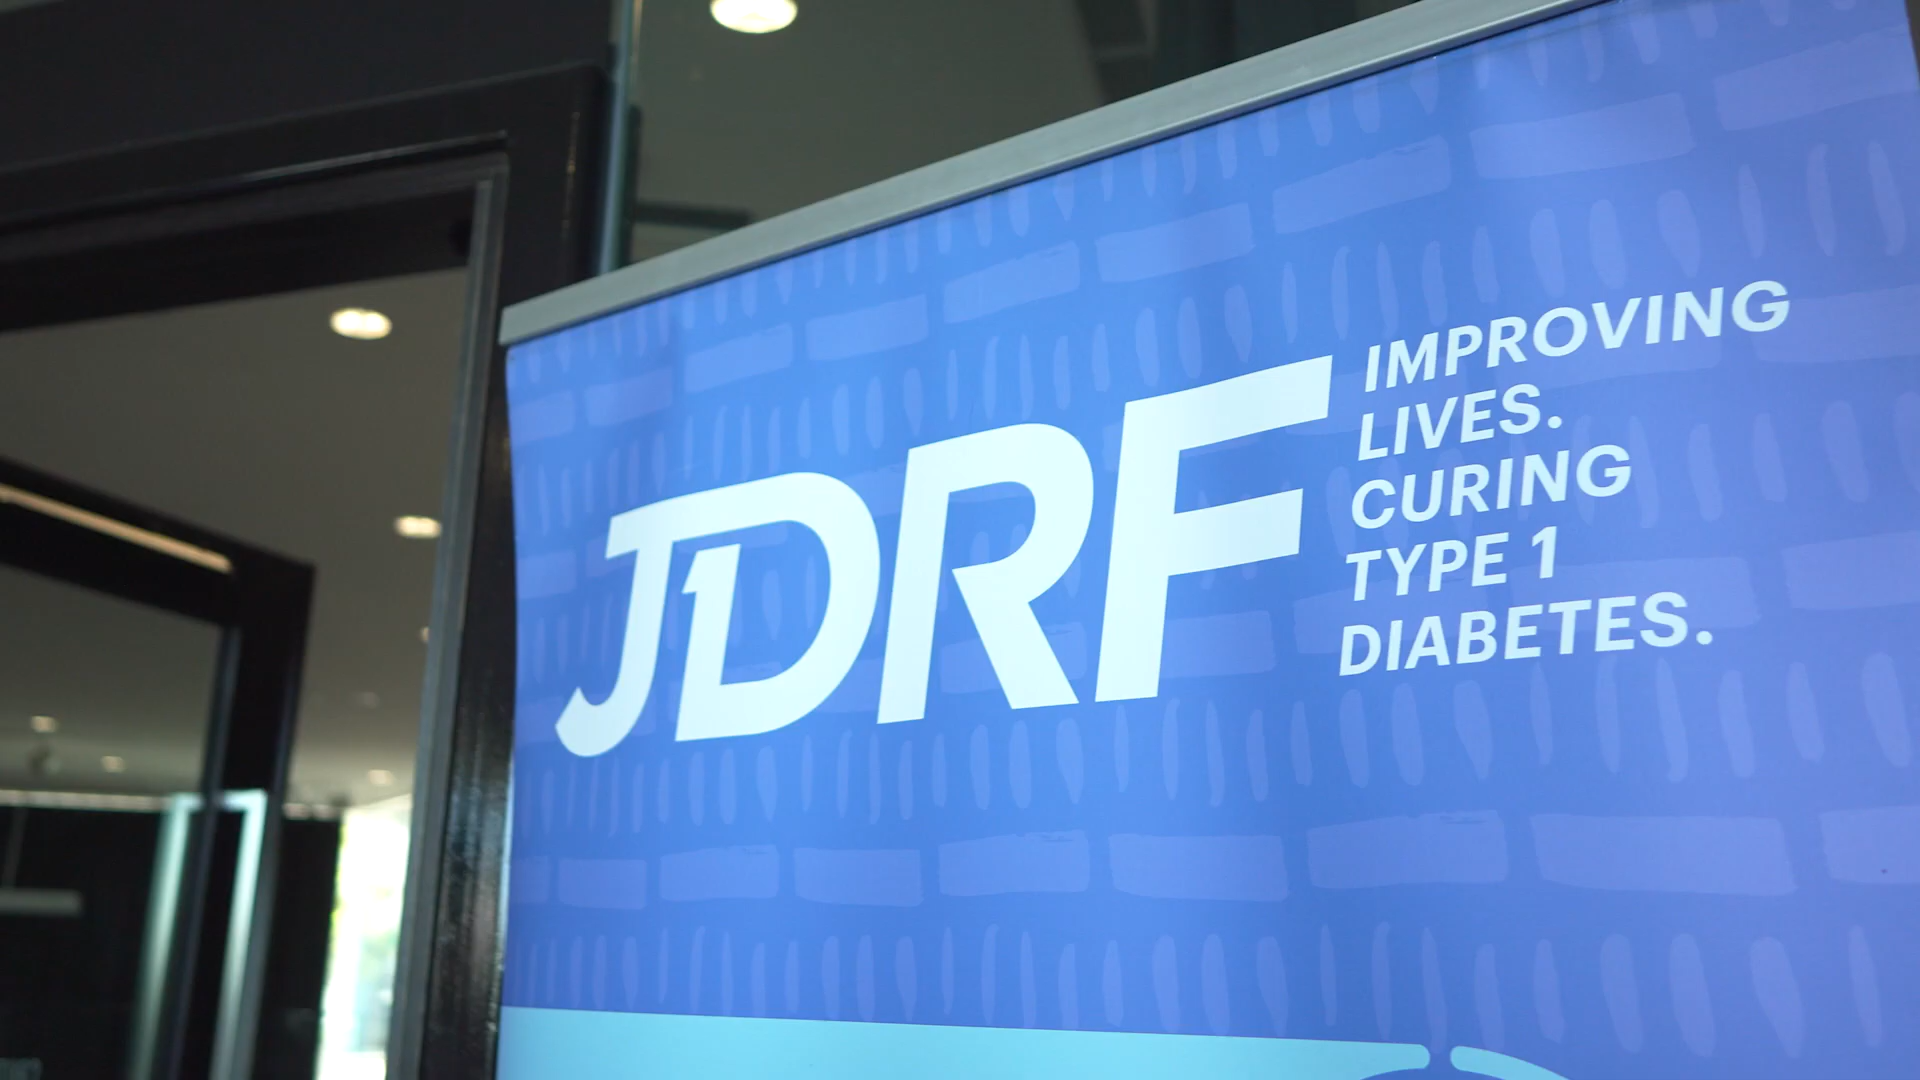 JDRF
IMPROVING
LIVES.
CURING
TYPE 1
DIABETES.